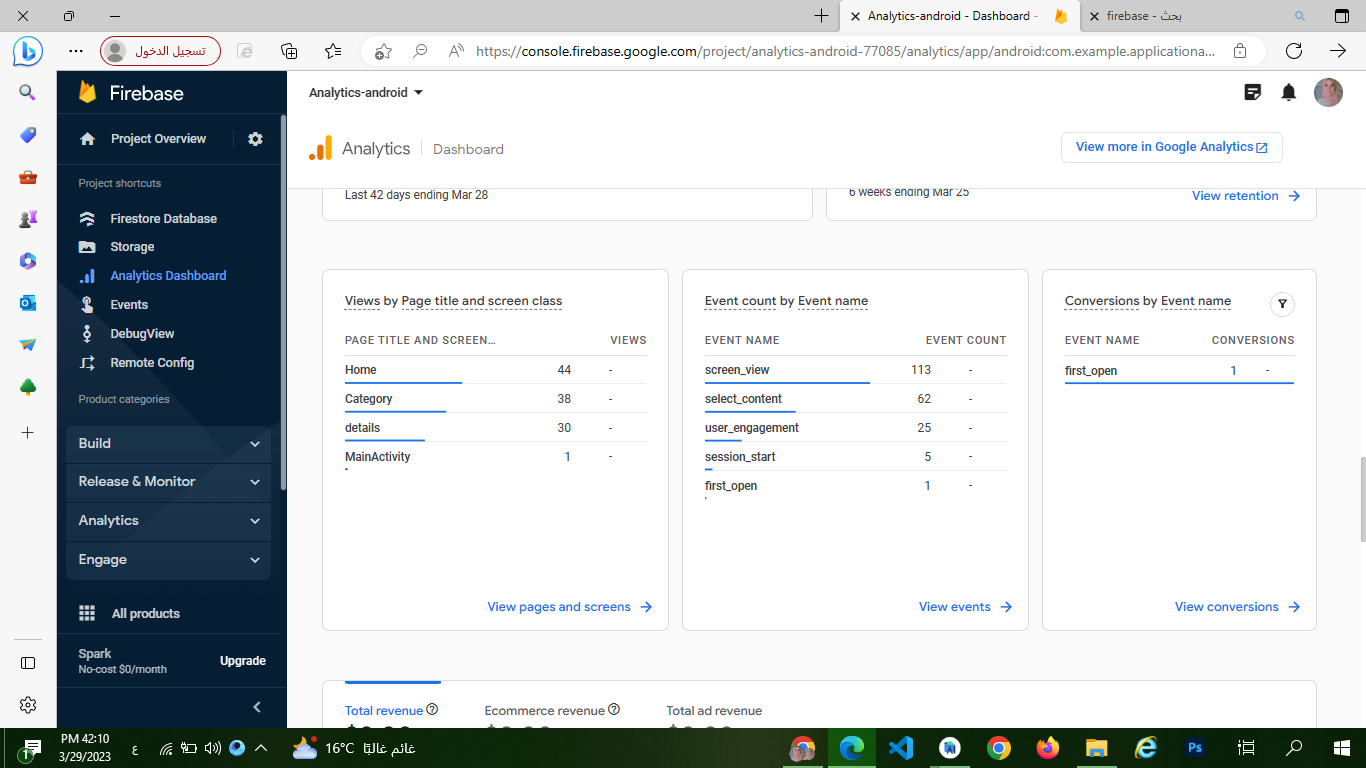 Analytics-android - Dashboard -
firebase - بحث
تسجيل الدخول
https://console.firebase.google.com/project/analytics-android-77085/analytics/app/android:com.example.applicationa...
Firebase
Project Overview
Project shortcuts
Firestore Database
Storage
Analytics Dashboard
Events
DebugView
Remote Config
Product categories
Build
Release & Monitor
Analytics
Engage
All products
Spark
No-cost $0/month
Upgrade
Analytics-android
Analytics
Dashboard
View more in Google Analytics
Last 42 days ending Mar 28
6 weeks ending Mar 25
View retention
Views by Page title and screen class
PAGE TITLE AND SCREEN... VIEWS
Home 44 -
Category 38 -
details 30 -
MainActivity 1 -
View pages and screens
Event count by Event name
EVENT NAME EVENT COUNT
screen_view 113 -
select_content 62 -
user_engagement 25 -
session_start 5 -
first_open 1 -
View events
Conversions by Event name
EVENT NAME CONVERSIONS
first_open 1 -
View conversions
Total revenue
Ecommerce revenue
Total ad revenue
1
PM 42:10
3/29/2023
ع
16°C غائم غالبًا
Ps